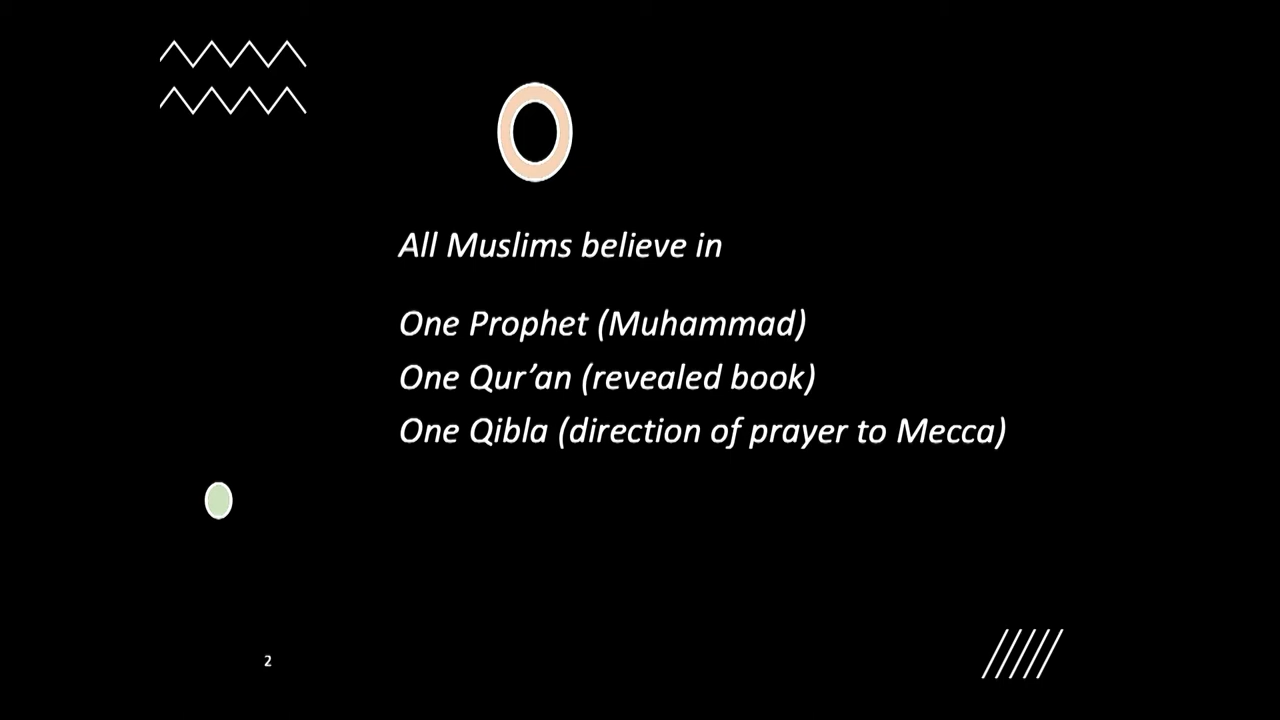 All Muslims believe in
One Prophet (Muhammad)
One Qur’an (revealed book)
One Qibla (direction of prayer to Mecca)
2